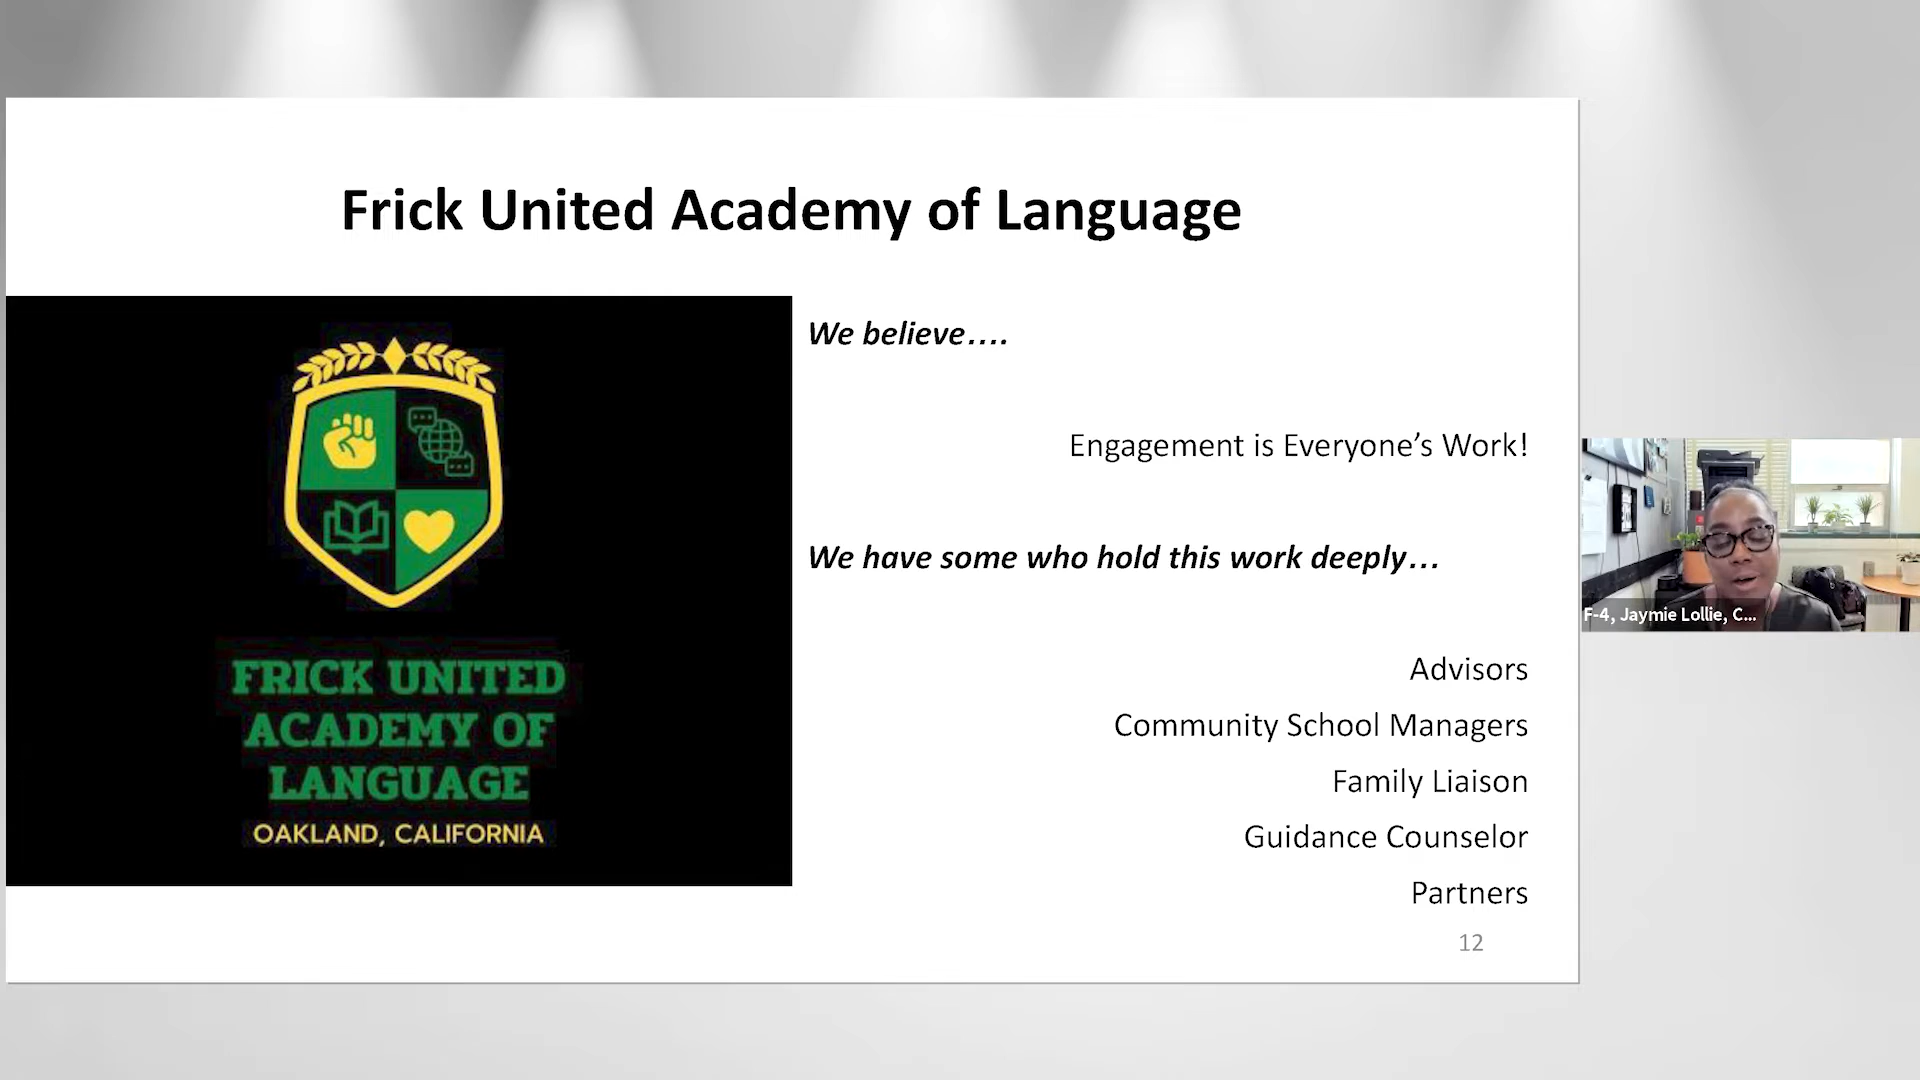 Frick United Academy of Language
We believe....
Engagement is Everyone’s Work!
We have some who hold this work deeply...
Advisors
Community School Managers
Family Liaison
Guidance Counselor
Partners
12
FRICK UNITED
ACADEMY OF
LANGUAGE
OAKLAND, CALIFORNIA
F-4, Jaymie Lollie, C...